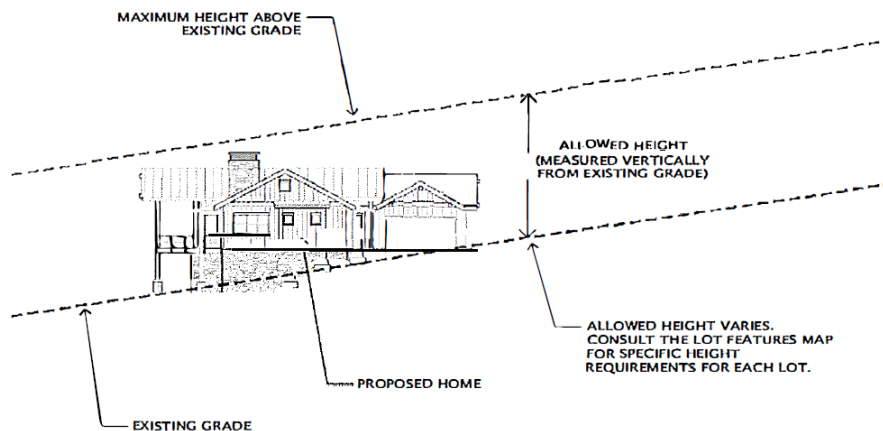 MAXIMUM HEIGHT ABOVE
EXISTING GRADE
ALLOWED HEIGHT
(MEASURED VERTICALLY
FROM EXISTING GRADE)
ALLOWED HEIGHT VARIES.
CONSULT THE LOT FEATURES MAP
FOR SPECIFIC HEIGHT
REQUIREMENTS FOR EACH LOT.
PROPOSED HOME
EXISTING GRADE